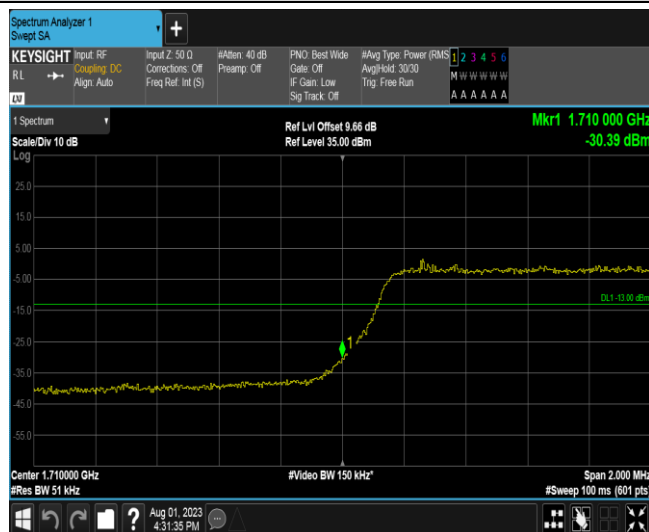 Spectrum Analyzer 1
Swept SA
+
KEYSIGHT
RL
LXI
Input: RF
Coupling: DC
Align: Auto
Input Z: 50 Ω
Corrections: Off
Freq Ref: Int (S)
#Atten: 40 dB
Preamp: Off
PNO: Best Wide
Gate: Off
IF Gain: Low
Sig Track: Off
#Avg Type: Power (RMS
Avg|Hold: 30/30
Trig: Free Run
1 2 3 4 5 6
M W W W W W
A A A A A A
1 Spectrum
Scale/Div 10 dB
Ref Lvl Offset 9.66 dB
Ref Level 35.00 dBm
Mkr1 1.710 000 GHz
-30.39 dBm
Log
25.0
15.0
5.00
-5.00
-15.0
-25.0
-35.0
-45.0
-55.0
DL1 -13.00 dBm
1
Center 1.710000 GHz
#Res BW 51 kHz
#Video BW 150 kHz*
Span 2.000 MHz
#Sweep 100 ms (601 pts)
?
Aug 01, 2023
4:31:35 PM